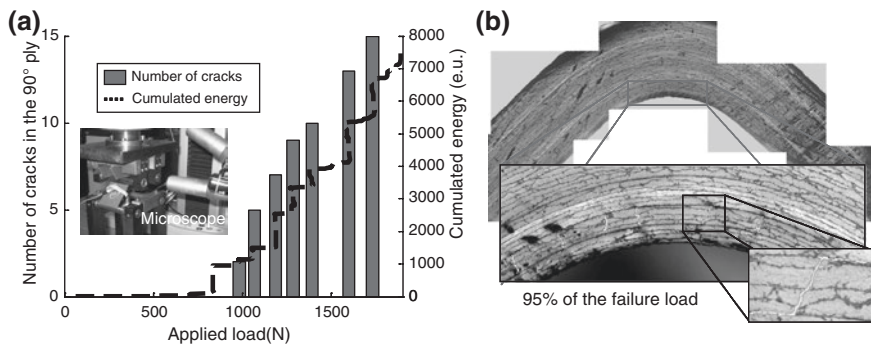 (a)
Number of cracks in the 90° ply
15
10
5
0
Number of cracks
Cumulated energy
Microscope
8000
7000
6000
5000
4000
3000
2000
1000
0
Cumulated energy (e.u.)
0
500
1000
1500
Applied load(N)
(b)
95% of the failure load